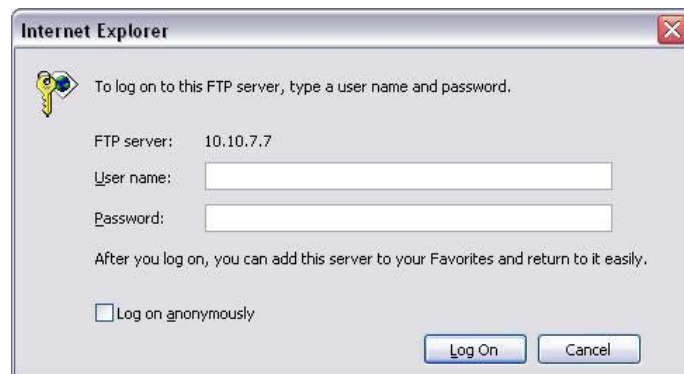 Internet Explorer
To log on to this FTP server, type a user name and password.
FTP server: 10.10.7.7
User name:
Password:
After you log on, you can add this server to your Favorites and return to it easily.
Log on anonymously
Log On Cancel